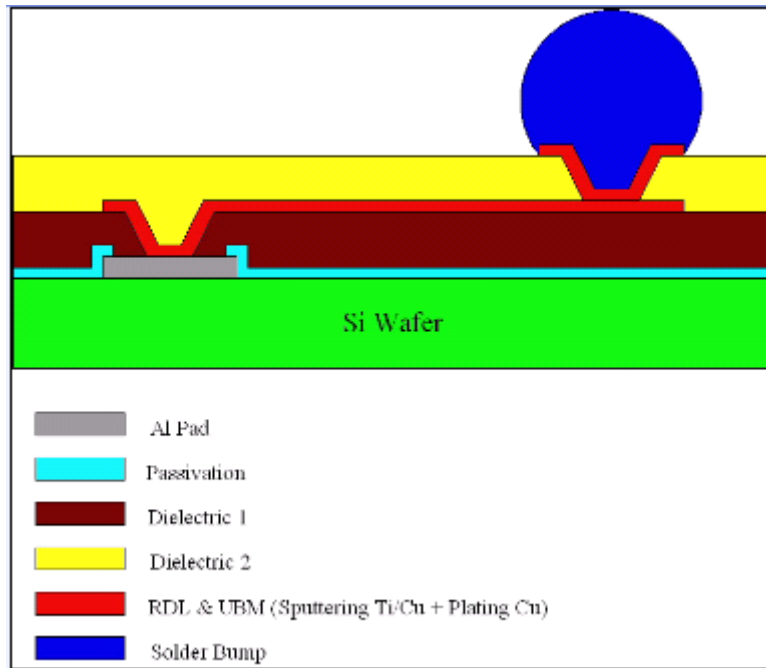 Si Wafer
Al Pad
Passivation
Dielectric 1
Dielectric 2
RDL & UBM (Sputtering Ti/Cu + Plating Cu)
Solder Bump